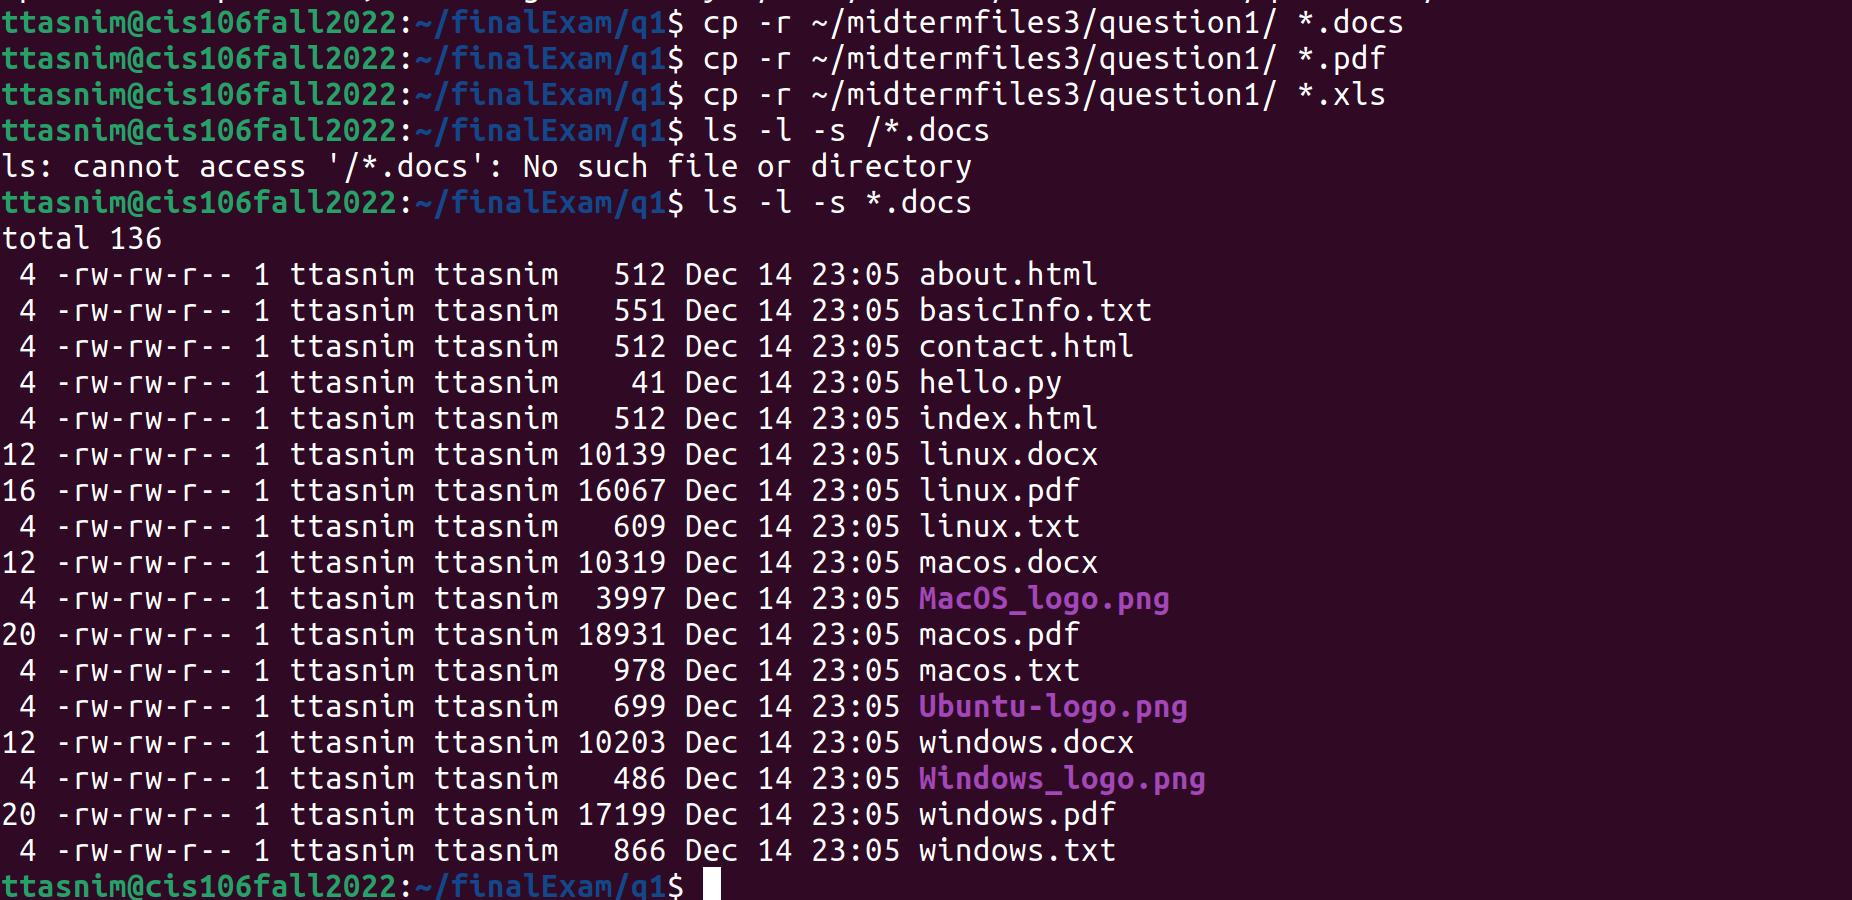 ttasnim@cis106fall2022:~/finalExam/q1$ cp -r ~/midtermfiles3/question1/ *.docs
ttasnim@cis106fall2022:~/finalExam/q1$ cp -r ~/midtermfiles3/question1/ *.pdf
ttasnim@cis106fall2022:~/finalExam/q1$ cp -r ~/midtermfiles3/question1/ *.xls
ttasnim@cis106fall2022:~/finalExam/q1$ ls -l -s /*.docs
ls: cannot access '/*.docs': No such file or directory
ttasnim@cis106fall2022:~/finalExam/q1$ ls -l -s *.docs
total 136
 4 -rw-rw-r-- 1 ttasnim ttasnim   512 Dec 14 23:05 about.html
 4 -rw-rw-r-- 1 ttasnim ttasnim   551 Dec 14 23:05 basicInfo.txt
 4 -rw-rw-r-- 1 ttasnim ttasnim   512 Dec 14 23:05 contact.html
 4 -rw-rw-r-- 1 ttasnim ttasnim    41 Dec 14 23:05 hello.py
 4 -rw-rw-r-- 1 ttasnim ttasnim   512 Dec 14 23:05 index.html
12 -rw-rw-r-- 1 ttasnim ttasnim 10139 Dec 14 23:05 linux.docx
16 -rw-rw-r-- 1 ttasnim ttasnim 16067 Dec 14 23:05 linux.pdf
 4 -rw-rw-r-- 1 ttasnim ttasnim   609 Dec 14 23:05 linux.txt
12 -rw-rw-r-- 1 ttasnim ttasnim 10319 Dec 14 23:05 macos.docx
 4 -rw-rw-r-- 1 ttasnim ttasnim  3997 Dec 14 23:05 MacOS_logo.png
20 -rw-rw-r-- 1 ttasnim ttasnim 18931 Dec 14 23:05 macos.pdf
 4 -rw-rw-r-- 1 ttasnim ttasnim   978 Dec 14 23:05 macos.txt
 4 -rw-rw-r-- 1 ttasnim ttasnim   699 Dec 14 23:05 Ubuntu-logo.png
12 -rw-rw-r-- 1 ttasnim ttasnim 10203 Dec 14 23:05 windows.docx
 4 -rw-rw-r-- 1 ttasnim ttasnim   486 Dec 14 23:05 Windows_logo.png
20 -rw-rw-r-- 1 ttasnim ttasnim 17199 Dec 14 23:05 windows.pdf
 4 -rw-rw-r-- 1 ttasnim ttasnim   866 Dec 14 23:05 windows.txt
ttasnim@cis106fall2022:~/finalExam/q1$